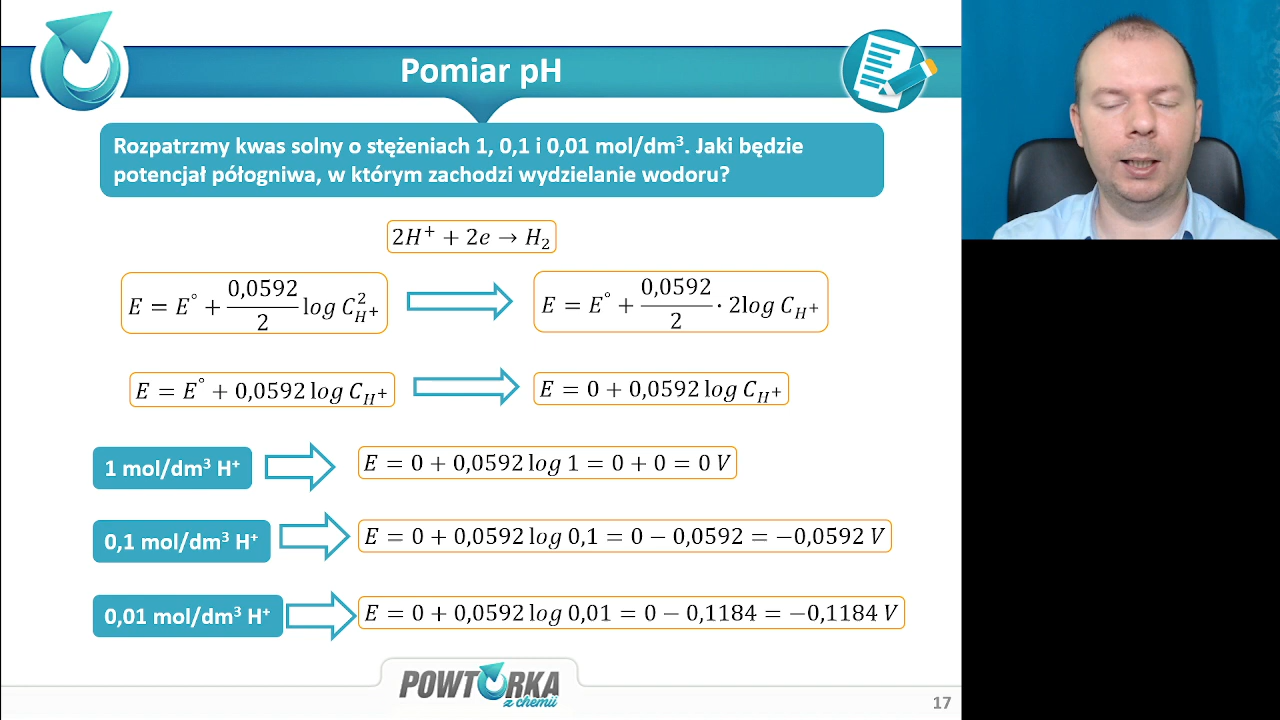 Pomiar pH
Rozpatrzmy kwas solny o stężeniach 1, 0,1 i 0,01 mol/dm³. Jaki będzie
potencjał półogniwa, w którym zachodzi wydzielanie wodoru?
2H⁺ + 2e → H₂
E = E° + 0,0592/2 log C²_H⁺
E = E° + 0,0592/2 · 2log C_H⁺
E = E° + 0,0592 log C_H⁺
E = 0 + 0,0592 log C_H⁺
1 mol/dm³ H⁺
E = 0 + 0,0592 log 1 = 0 + 0 = 0 V
0,1 mol/dm³ H⁺
E = 0 + 0,0592 log 0,1 = 0 − 0,0592 = −0,0592 V
0,01 mol/dm³ H⁺
E = 0 + 0,0592 log 0,01 = 0 − 0,1184 = −0,1184 V
POWTÓRKA
z chemii
17